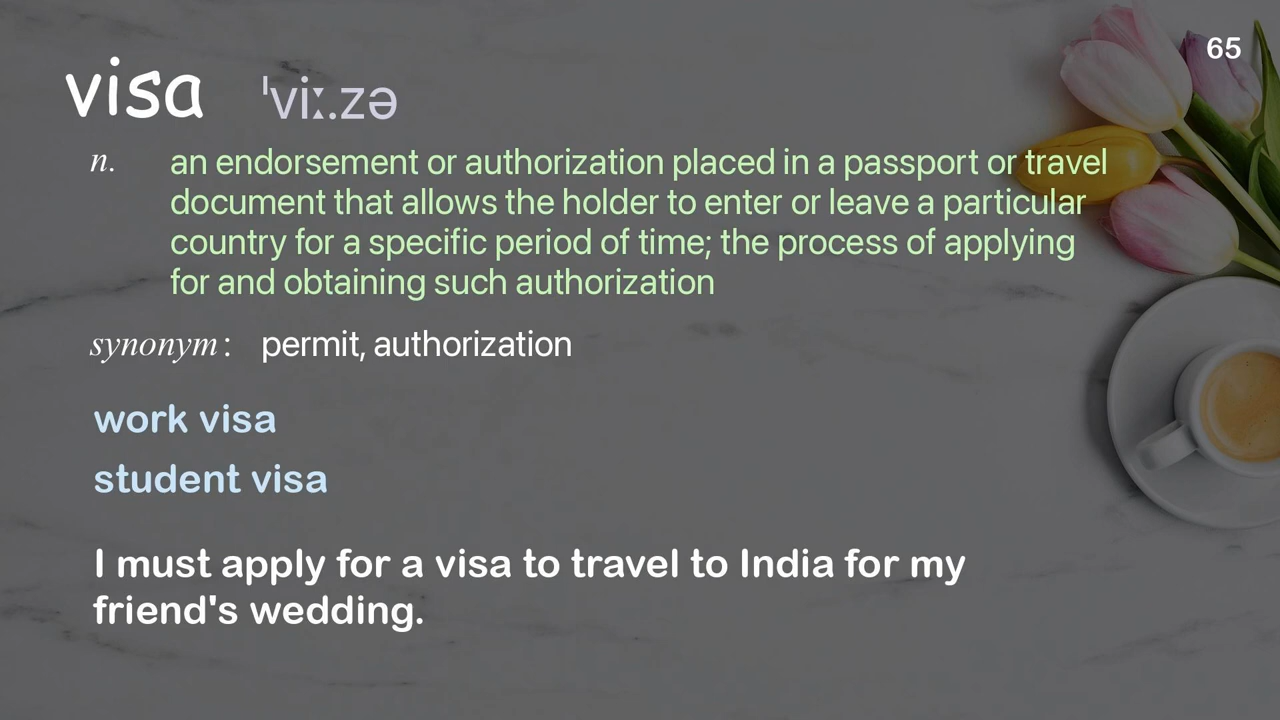 65
visa ˈviː.zə
n. an endorsement or authorization placed in a passport or travel
document that allows the holder to enter or leave a particular
country for a specific period of time; the process of applying
for and obtaining such authorization
synonym: permit, authorization
work visa
student visa
I must apply for a visa to travel to India for my
friend's wedding.